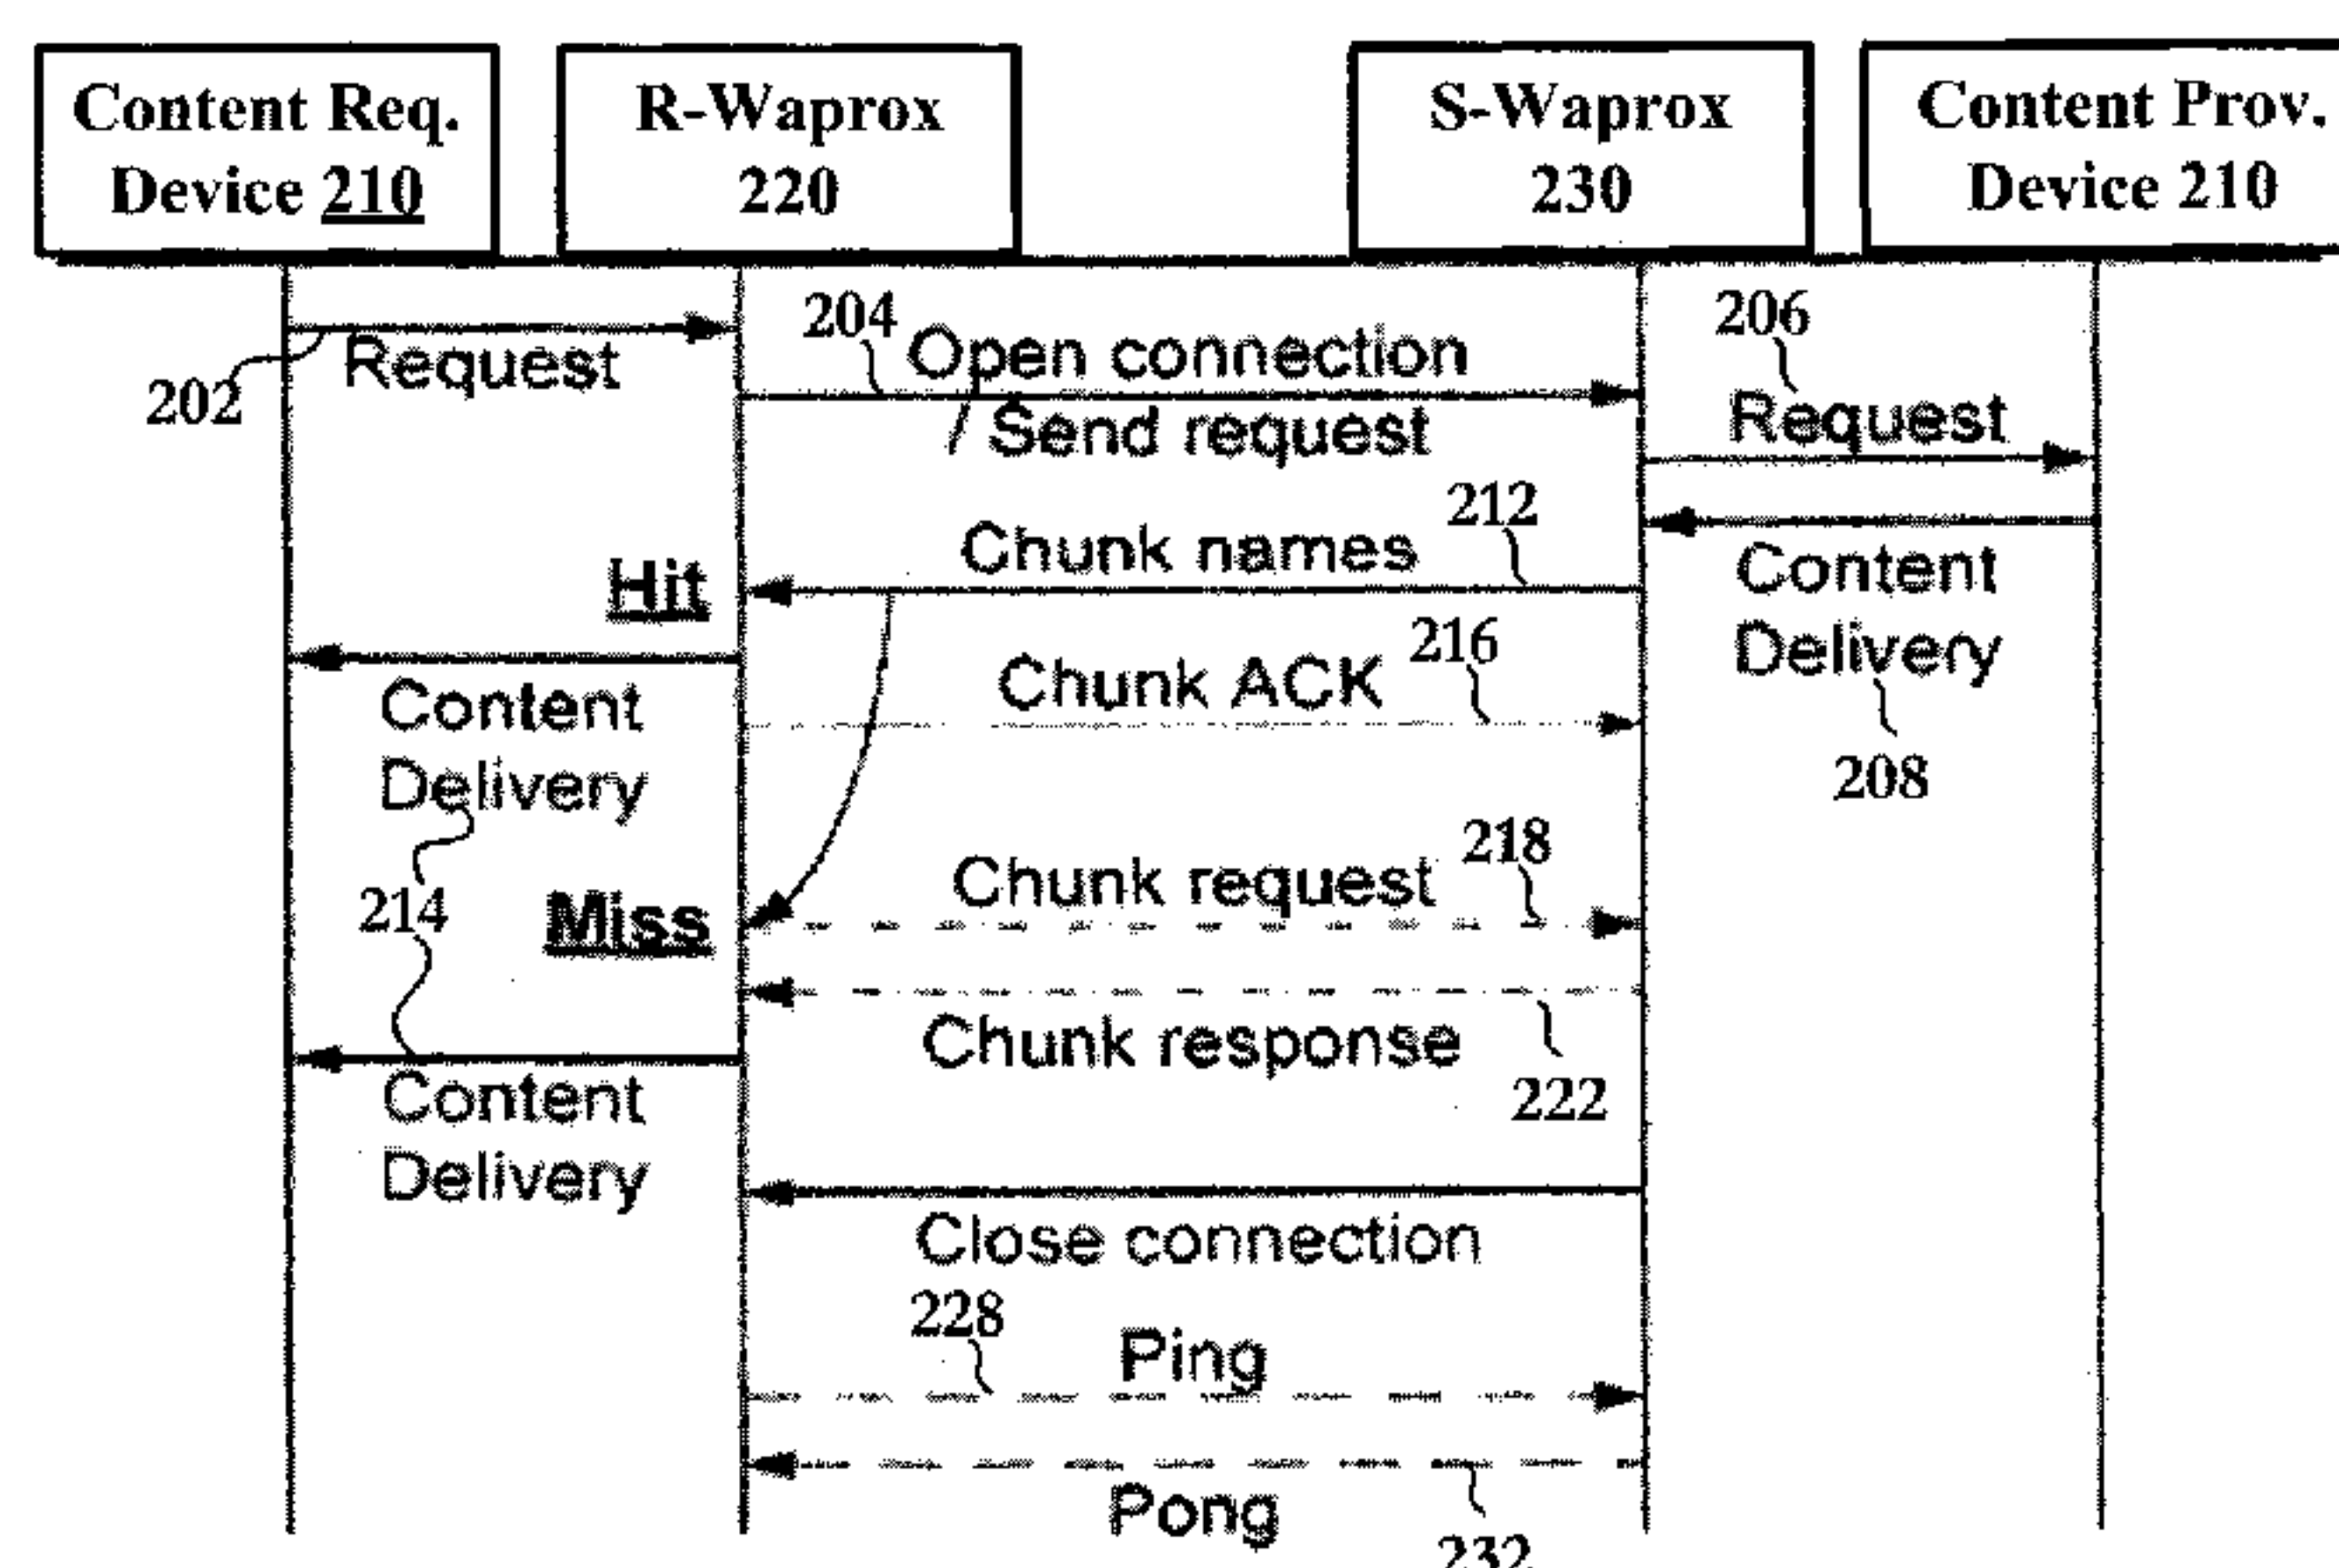 Content Req.
Device 210
R-Waprox
220
S-Waprox
230
Content Prov.
Device 210
202
Request
204
Open connection
/ Send request
206
Request
212
Chunk names
Content
Delivery
208
Hit
Content
Delivery
214
216
Chunk ACK
218
Chunk request
Miss
Chunk response
222
Content
Delivery
Close connection
228
Ping
Pong
232